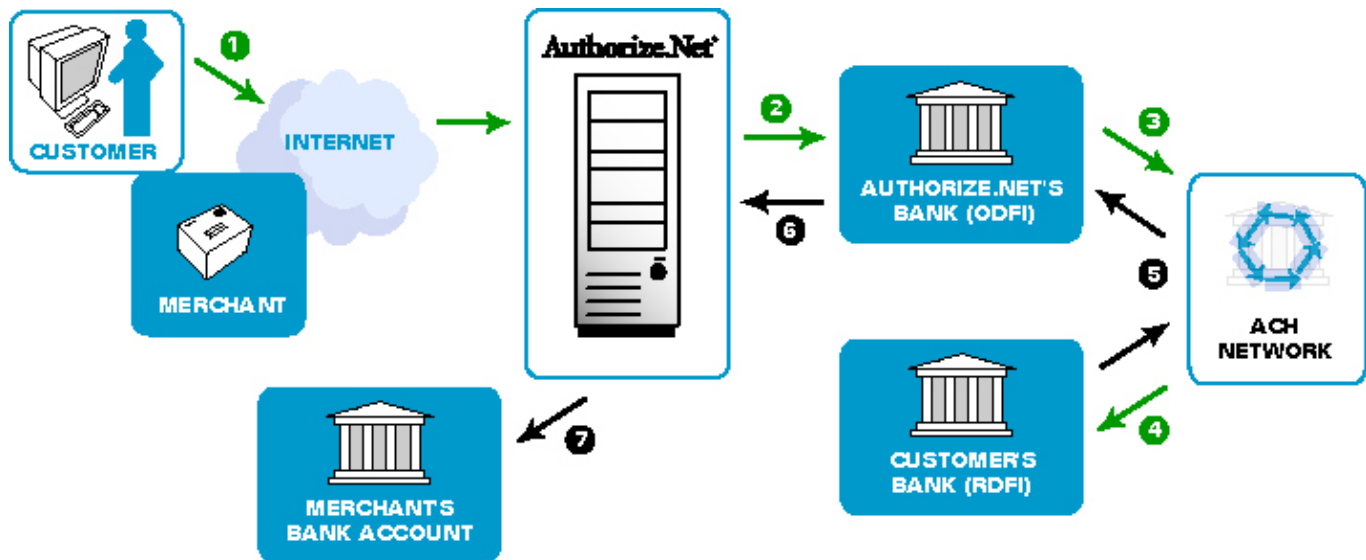 1
CUSTOMER
INTERNET
MERCHANT
Authorize.Net
2
AUTHORIZE.NET'S
BANK (ODFI)
3
6
5
ACH
NETWORK
4
CUSTOMER'S
BANK (RDFI)
7
MERCHANT'S
BANK ACCOUNT